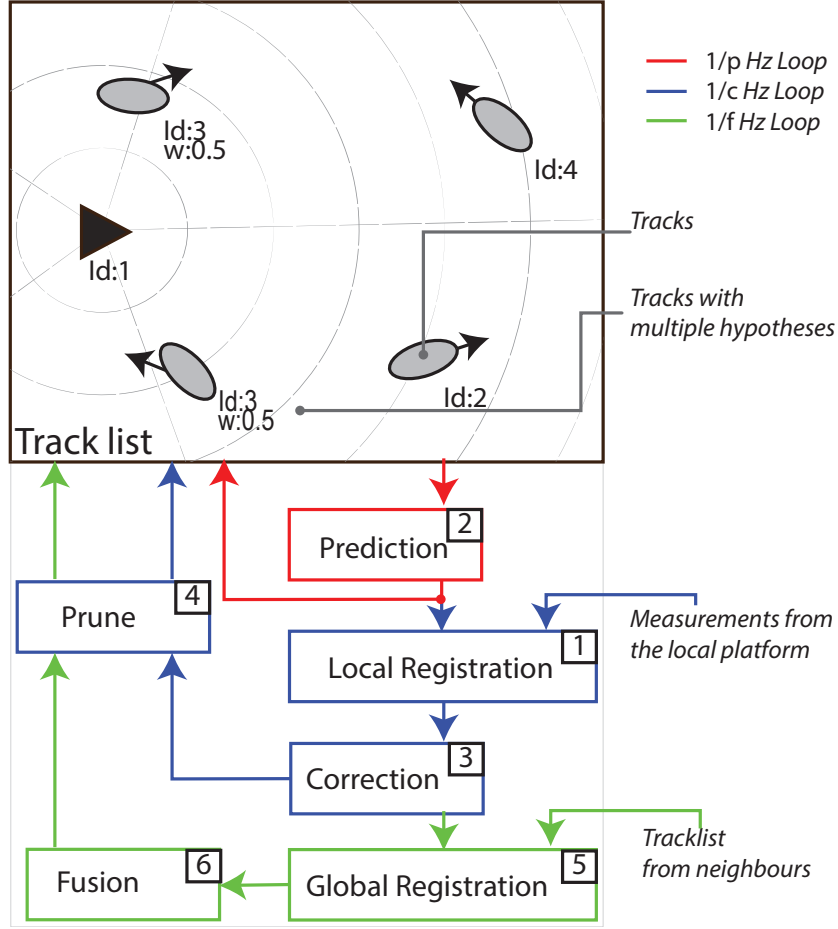 1/p Hz Loop
1/c Hz Loop
1/f Hz Loop
Id:3
w:0.5
Id:4
Tracks
Id:1
Tracks with
multiple hypotheses
Id:3
w:0.5
Id:2
Track list
2
Prediction
4
Prune
Measurements from
the local platform
1
Local Registration
3
Correction
Tracklist
from neighbours
6
Fusion
5
Global Registration